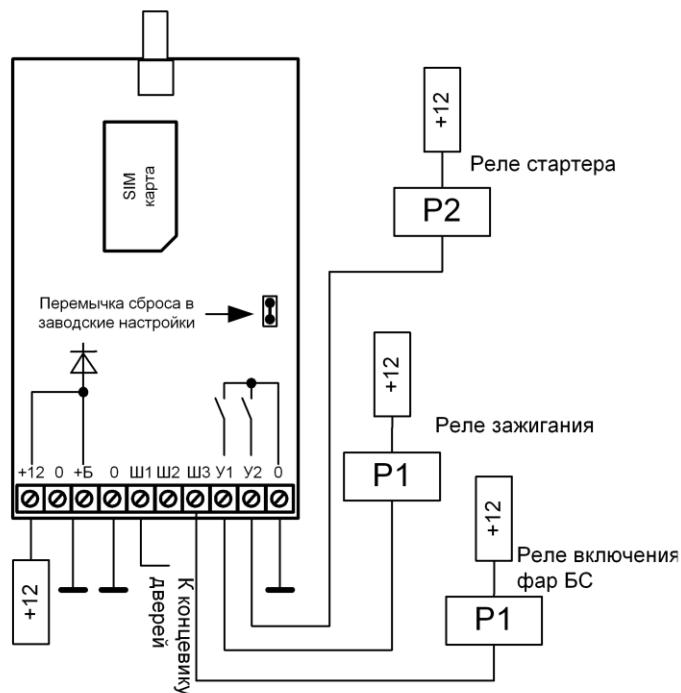 +12
Реле стартера
P2
SIM
карта
Перемычка сброса в
заводские настройки
+12
Реле зажигания
P1
+12 0 +Б 0 Ш1 Ш2 Ш3 У1 У2 0
+12
Реле включения
фар БС
P1
+12
К концевику
дверей